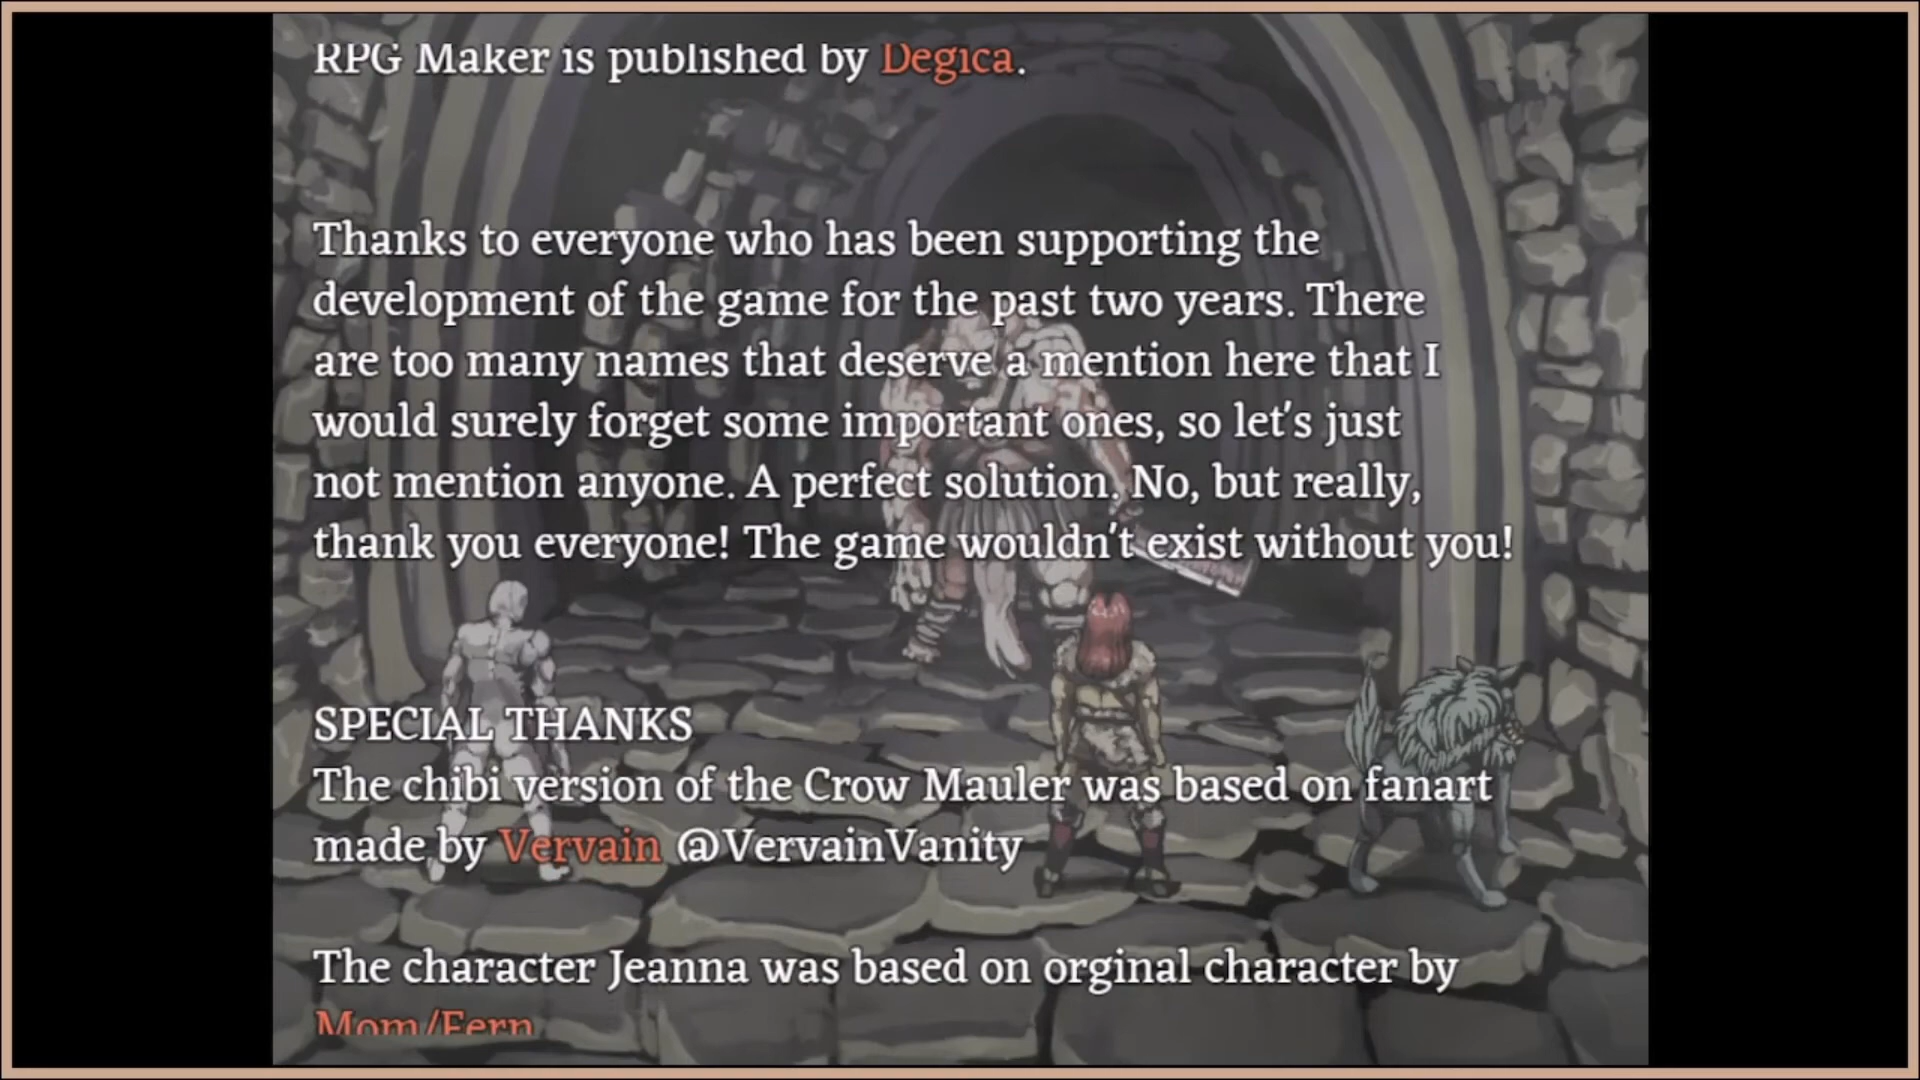 RPG Maker is published by Degica.
Thanks to everyone who has been supporting the
development of the game for the past two years. There
are too many names that deserve a mention here that I
would surely forget some important ones, so let's just
not mention anyone. A perfect solution. No, but really,
thank you everyone! The game wouldn't exist without you!
SPECIAL THANKS
The chibi version of the Crow Mauler was based on fanart
made by Vervain @VervainVanity
The character Jeanna was based on orginal character by
Mom/Fern